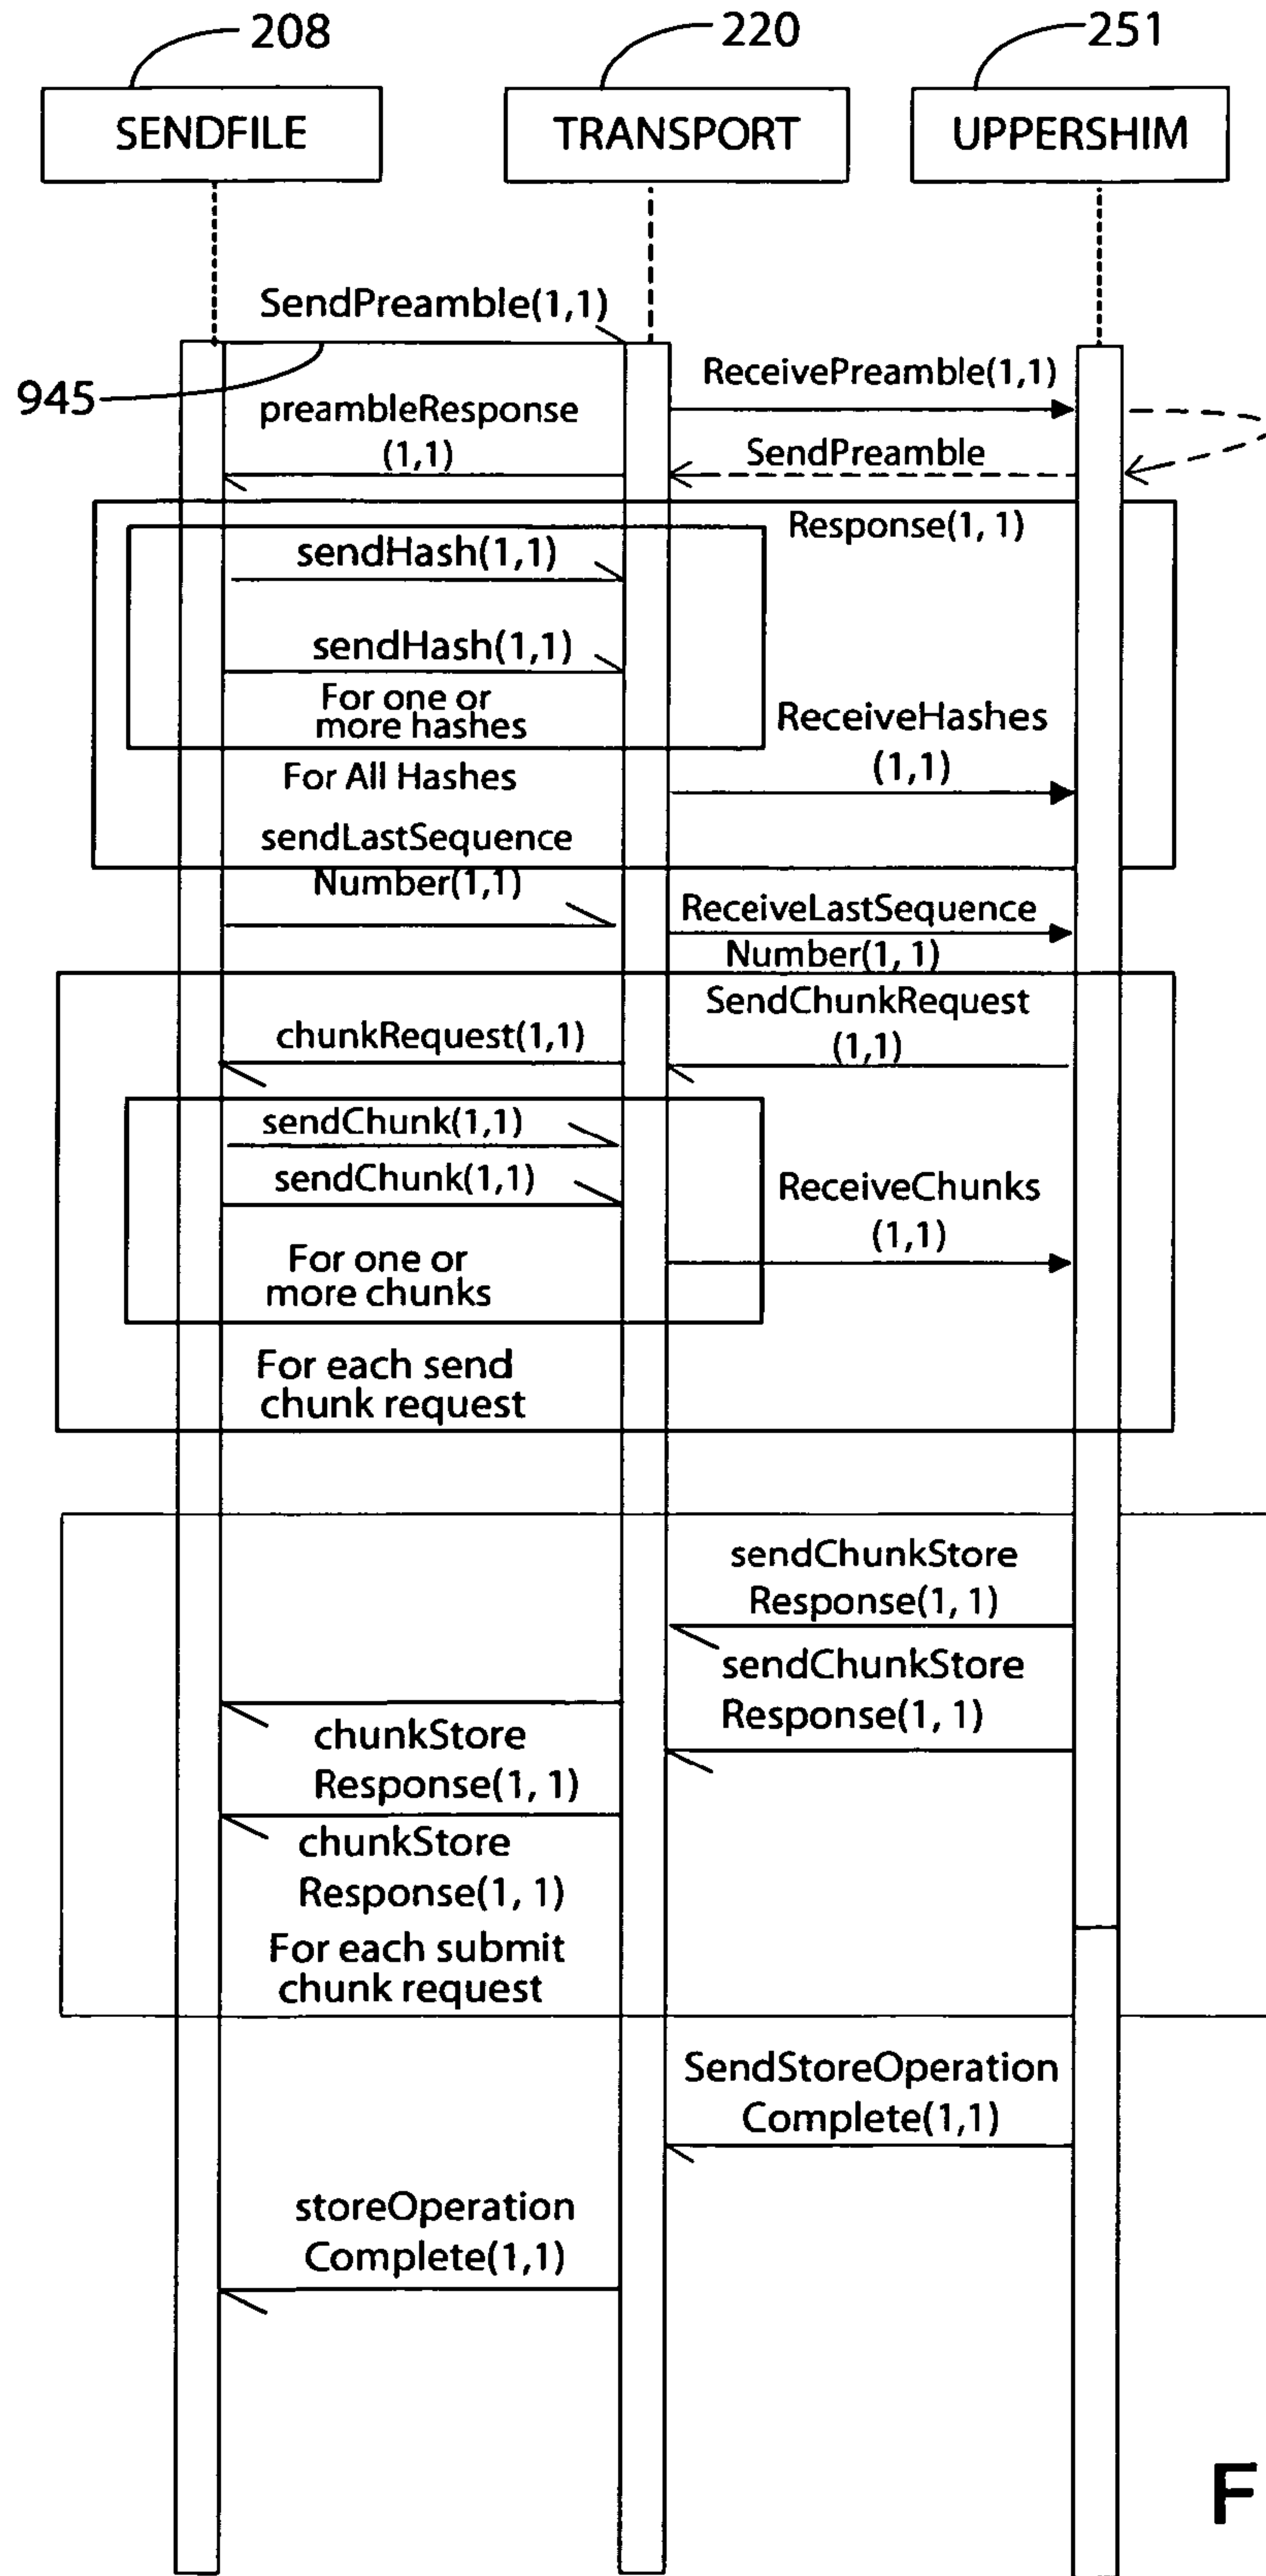 208
220
251
SENDFILE
TRANSPORT
UPPERSHIM
SendPreamble(1,1)
945
ReceivePreamble(1,1)
preambleResponse
(1,1)
SendPreamble
Response(1, 1)
sendHash(1,1)
sendHash(1,1)
For one or
more hashes
ReceiveHashes
(1,1)
For All Hashes
sendLastSequence
Number(1,1)
ReceiveLastSequence
Number(1, 1)
SendChunkRequest
(1,1)
chunkRequest(1,1)
sendChunk(1,1)
sendChunk(1,1)
ReceiveChunks
(1,1)
For one or
more chunks
For each send
chunk request
sendChunkStore
Response(1, 1)
sendChunkStore
Response(1, 1)
chunkStore
Response(1, 1)
chunkStore
Response(1, 1)
For each submit
chunk request
SendStoreOperation
Complete(1,1)
storeOperation
Complete(1,1)
F